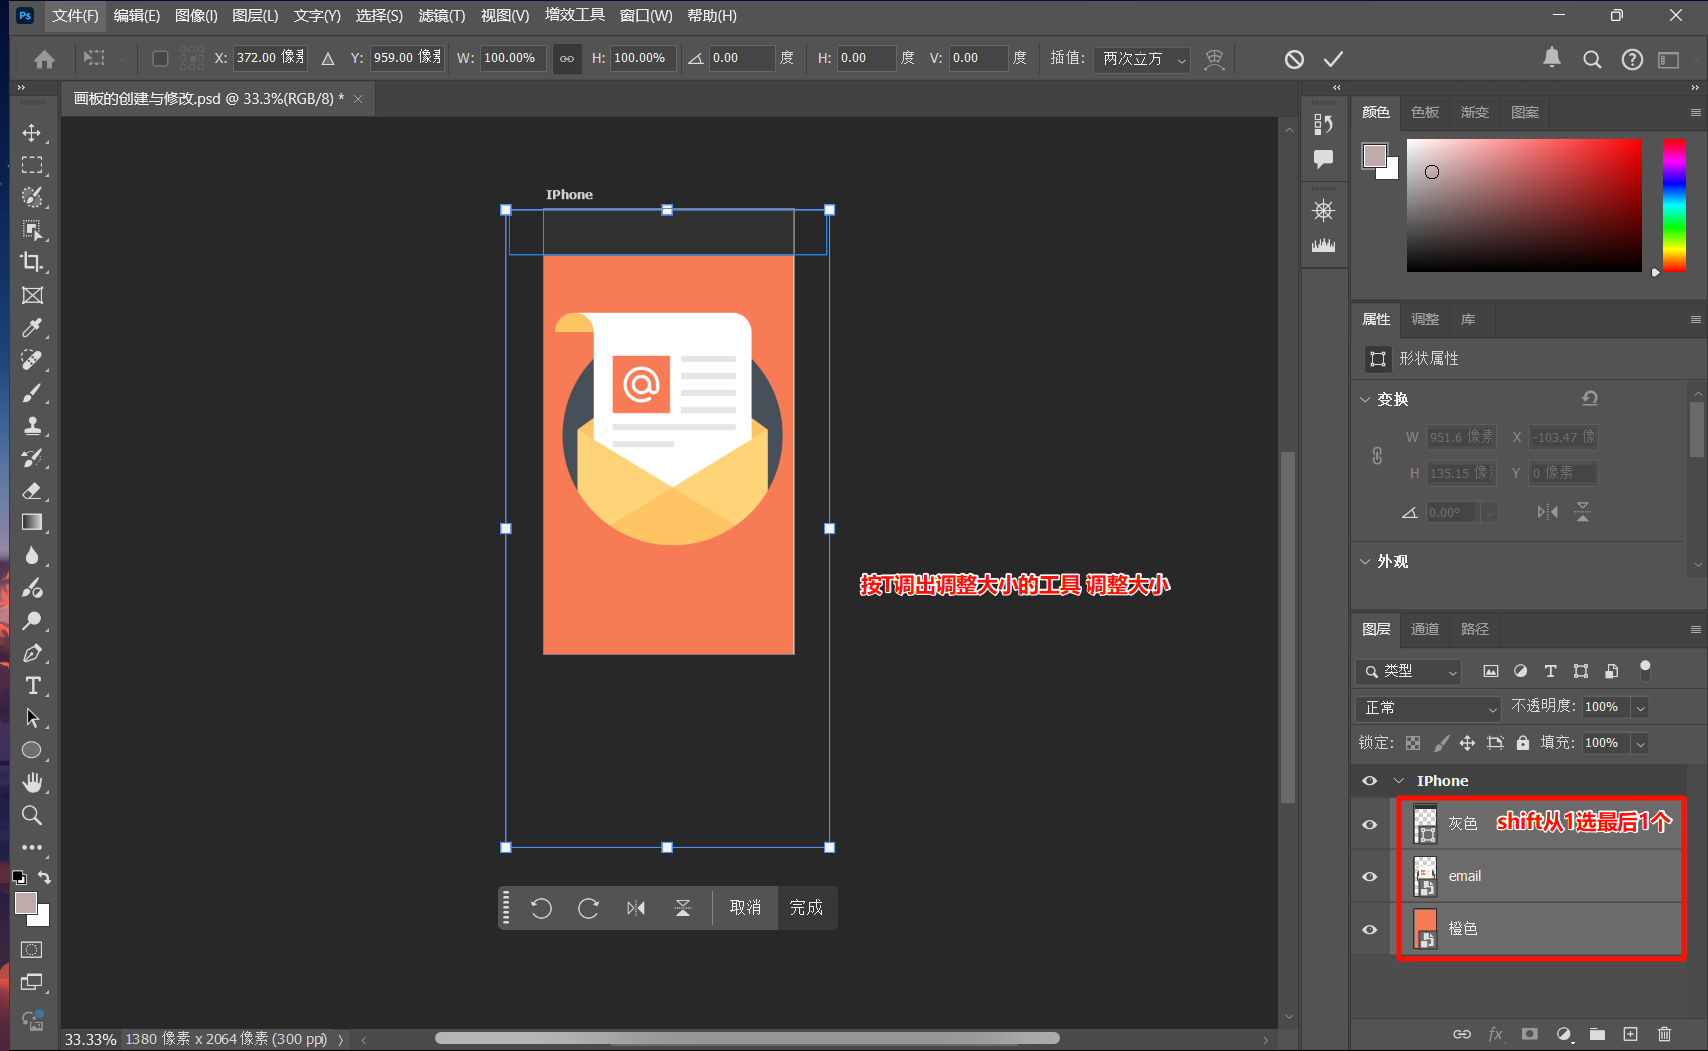 Ps 文件(F) 编辑(E) 图像(I) 图层(L) 文字(Y) 选择(S) 滤镜(T) 视图(V) 增效工具 窗口(W) 帮助(H)
X: 372.00 像素 Y: 959.00 像素 W: 100.00% H: 100.00% 0.00 度 H: 0.00 度 V: 0.00 度 插值: 两次立方
画板的创建与修改.psd @ 33.3%(RGB/8) *
颜色 色板 渐变 图案
IPhone
@
属性 调整 库
形状属性
变换
W 951.6 像素 X -103.47 像
H 135.15 像 Y 0 像素
0.00°
外观
按T调出调整大小的工具 调整大小
图层 通道 路径
类型
正常 不透明度: 100%
锁定: 填充: 100%
IPhone
灰色 shift从1选最后1个
email
橙色
取消 完成
33.33% 1380 像素 x 2064 像素 (300 ppi)
fx